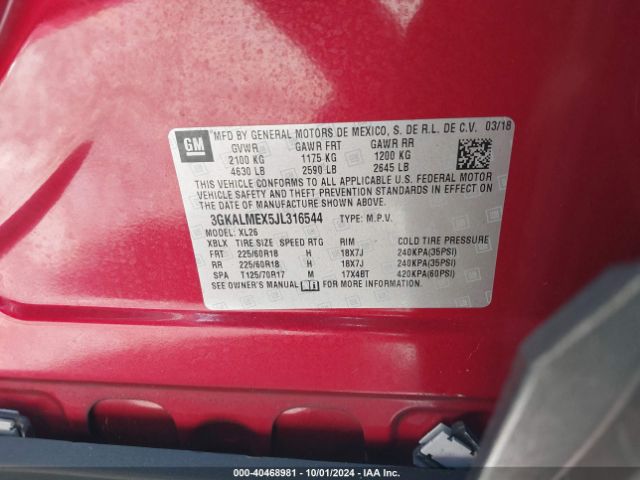 GM
MFD BY GENERAL MOTORS DE MEXICO, S. DE R.L. DE C.V. 03/18
GVWR GAWR FRT GAWR RR
2100 KG 1175 KG 1200 KG
4630 LB 2590 LB 2645 LB
THIS VEHICLE CONFORMS TO ALL APPLICABLE U.S. FEDERAL MOTOR
VEHICLE SAFETY AND THEFT PREVENTION STANDARDS IN EFFECT
ON THE DATE OF MANUFACTURE SHOWN ABOVE.
3GKALMEX5JL316544 TYPE: M.P.V.
MODEL: XL26
XBLX TIRE SIZE SPEED RTG RIM COLD TIRE PRESSURE
FRT 225/60R18 H 18X7J 240KPA(35PSI)
RR 225/60R18 H 18X7J 240KPA(35PSI)
SPA T125/70R17 M 17X4BT 420KPA(60PSI)
SEE OWNER'S MANUAL
000-40468981 - 10/01/2024 - IAA Inc.